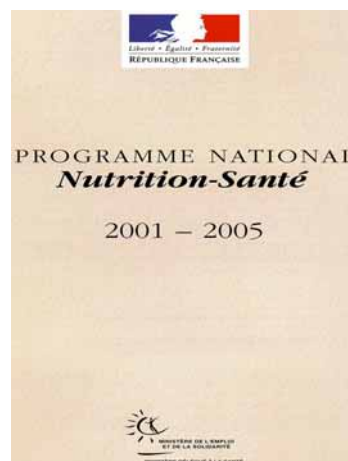 Liberté • Égalité • Fraternité
RÉPUBLIQUE FRANÇAISE
PROGRAMME NATIONAL
Nutrition-Santé
2001 – 2005
MINISTÈRE DE L'EMPLOI
ET DE LA SOLIDARITÉ